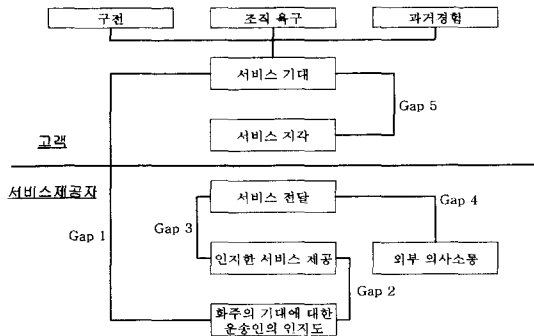 구전
조직 욕구
과거경험
서비스 기대
Gap 5
서비스 지각
고객
서비스제공자
서비스 전달
Gap 4
Gap 3
Gap 1
인지한 서비스 제공
외부 의사소통
Gap 2
화주의 기대에 대한
운송인의 인지도